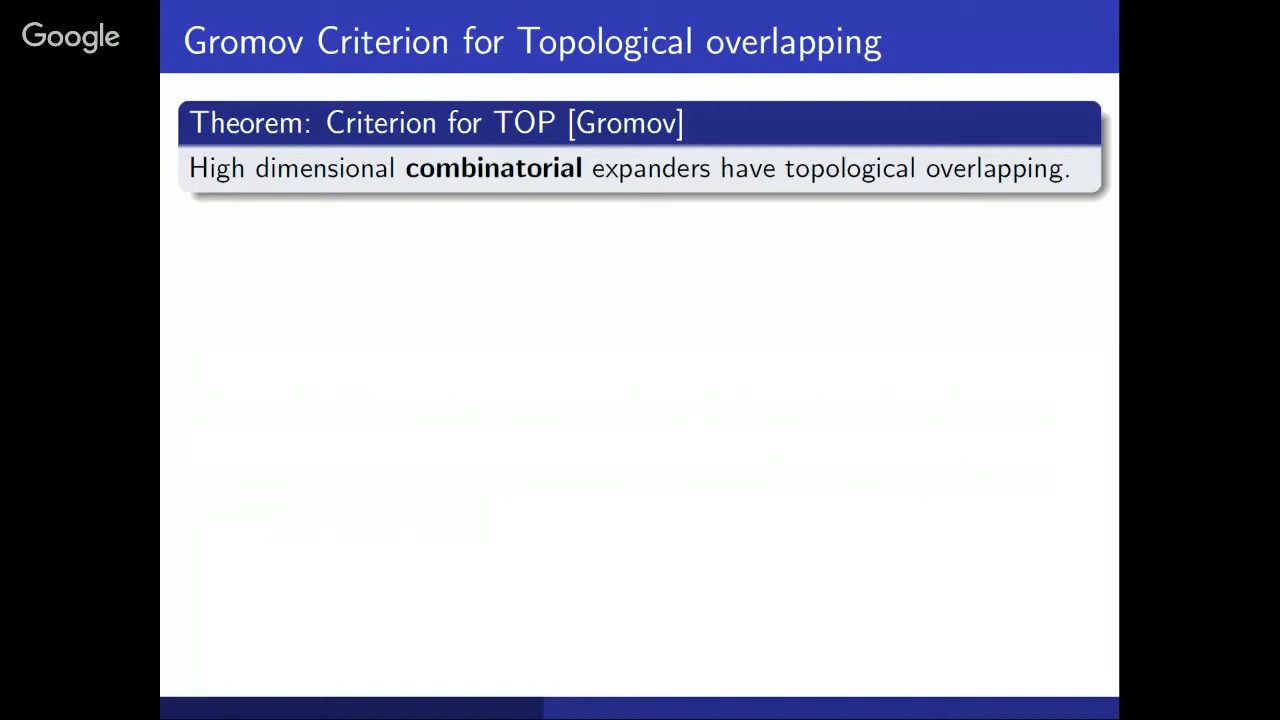 Google
Gromov Criterion for Topological overlapping
Theorem: Criterion for TOP [Gromov]
High dimensional combinatorial expanders have topological overlapping.